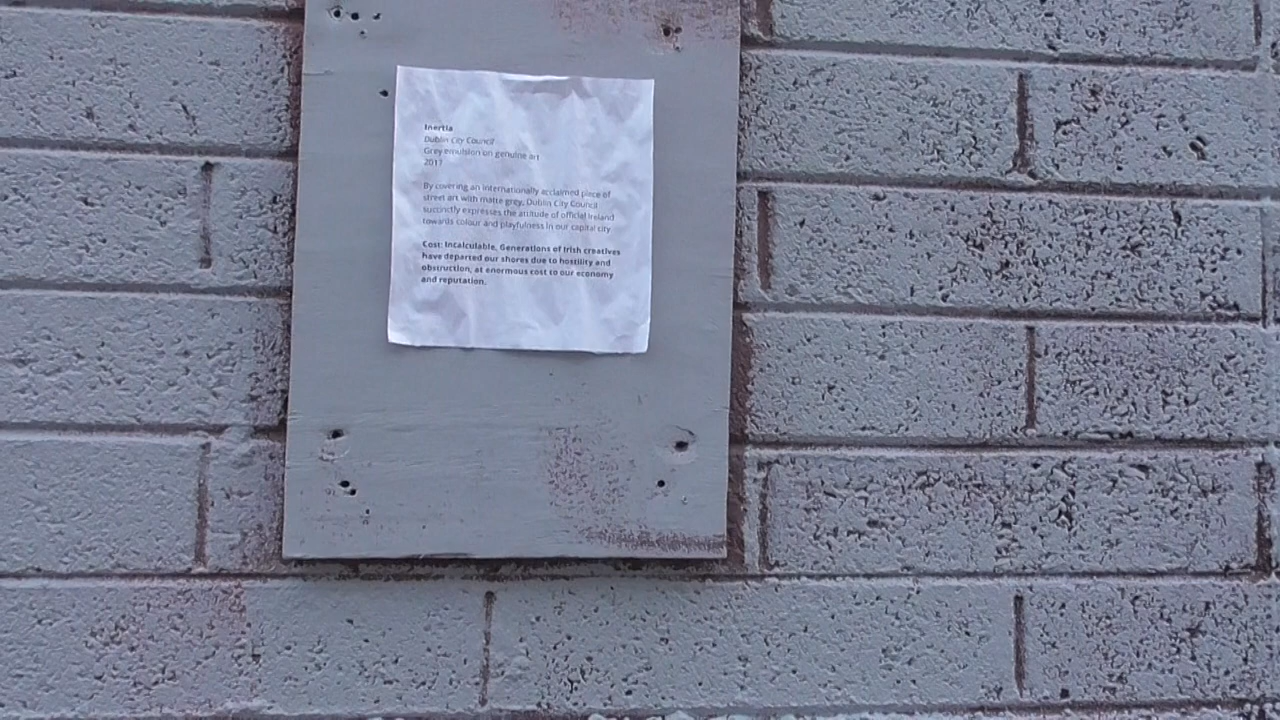 Inertia
Dublin City Council
Grey emulsion on genuine art
2017
By covering an internationally acclaimed piece of
street art with matte grey, Dublin City Council
succinctly expresses the attitude of official Ireland
towards colour and playfulness in our capital city.
Cost: Incalculable. Generations of Irish creatives
have departed our shores due to hostility and
obstruction, at enormous cost to our economy
and reputation.